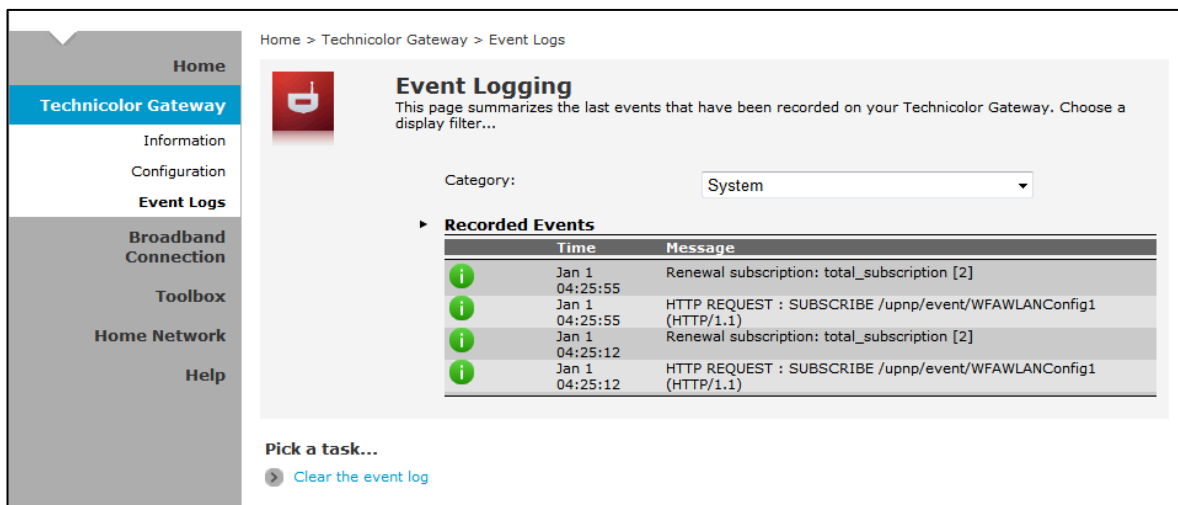 Home > Technicolor Gateway > Event Logs
Home
Technicolor Gateway
Information
Configuration
Event Logs
Broadband
Connection
Toolbox
Home Network
Help
Event Logging
This page summarizes the last events that have been recorded on your Technicolor Gateway. Choose a
display filter...
Category:
System
Recorded Events
Time Message
Jan 1
04:25:55
Renewal subscription: total_subscription [2]
Jan 1
04:25:55
HTTP REQUEST : SUBSCRIBE /upnp/event/WFAWLANConfig1
(HTTP/1.1)
Jan 1
04:25:12
Renewal subscription: total_subscription [2]
Jan 1
04:25:12
HTTP REQUEST : SUBSCRIBE /upnp/event/WFAWLANConfig1
(HTTP/1.1)
Pick a task...
Clear the event log